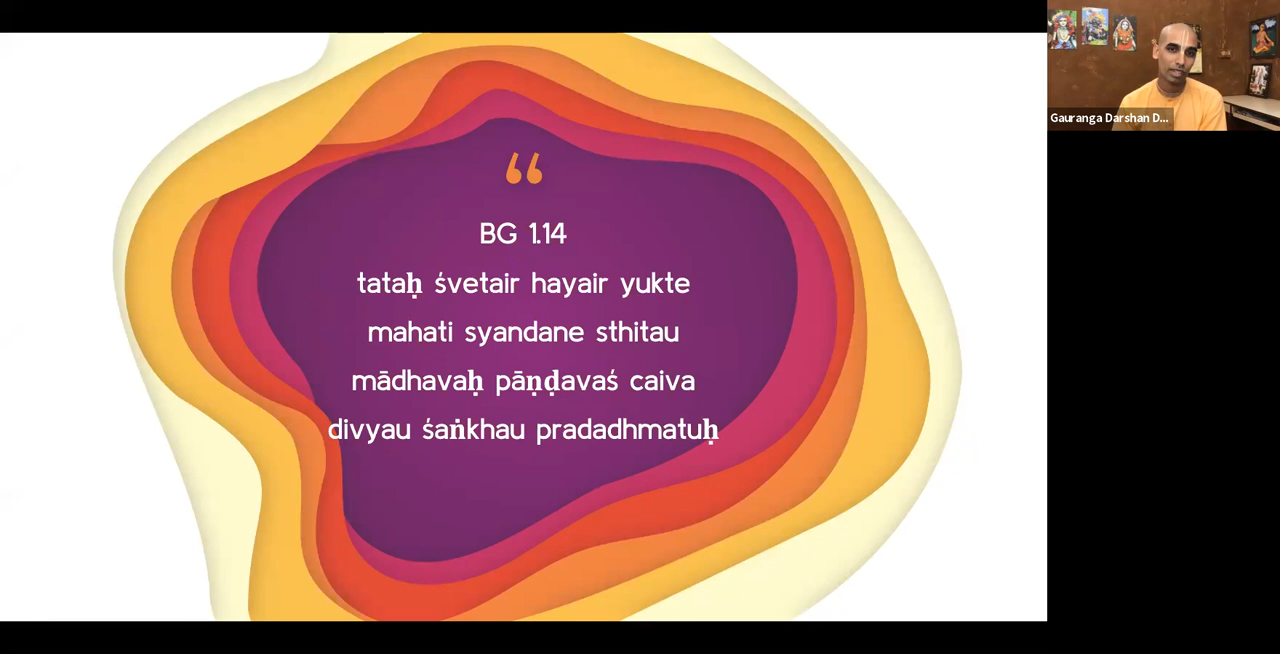 “
BG 1.14
tataḥ śvetair hayair yukte
mahati syandane sthitau
mādhavaḥ pāṇḍavaś caiva
divyau śaṅkhau pradadhmatuḥ
Gauranga Darshan D...